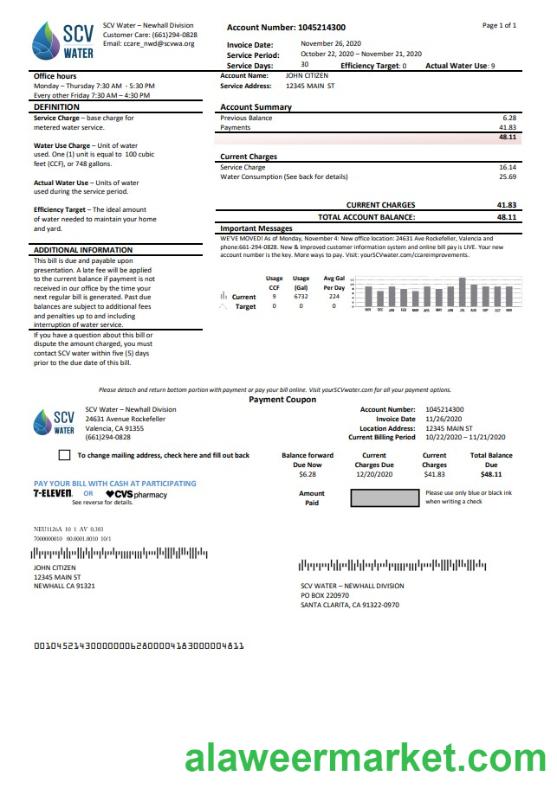 SCV
WATER
SCV Water – Newhall Division
Customer Care: (661)294-0828
Email: ccare_nwd@scvwa.org
Account Number: 1045214300
Page 1 of 1
Invoice Date: November 26, 2020
Service Period: October 22, 2020 – November 21, 2020
Service Days: 30 Efficiency Target: 0 Actual Water Use: 9
Account Name: JOHN CITIZEN
Service Address: 12345 MAIN ST
Office hours
Monday – Thursday 7:30 AM - 5:30 PM
Every other Friday 7:30 AM – 4:30 PM
DEFINITION
Service Charge – base charge for
metered water service.
Water Use Charge – Unit of water
used. One (1) unit is equal to 100 cubic
feet (CCF), or 748 gallons.
Actual Water Use – Units of water
used during the service period.
Efficiency Target – The ideal amount
of water needed to maintain your home
and yard.
ADDITIONAL INFORMATION
This bill is due and payable upon
presentation. A late fee will be applied
to the current balance if payment is not
received in our office by the time your
next regular bill is generated. Past due
balances are subject to additional fees
and penalties up to and including
interruption of water service.
If you have a question about this bill or
dispute the amount charged, you must
contact SCV water within five (5) days
prior to the due date of this bill.
Account Summary
Previous Balance 6.28
Payments 41.83
48.11
Current Charges
Service Charge 16.14
Water Consumption (See back for details) 25.69
CURRENT CHARGES 41.83
TOTAL ACCOUNT BALANCE: 48.11
Important Messages
WE'VE MOVED! As of Monday, November 4: New office location: 24631 Ave Rockefeller, Valencia and
phone:661-294-0828. New & Improved customer information system and online bill pay is LIVE. Your new
account number is the key. More ways to pay. Visit: yourSCVwater.com/ccareimprovements.
Usage Usage Avg Gal
CCF (Gal) Per Day
Current 9 6732 224
Target 0 0 0
Please detach and return bottom portion with payment or pay your bill online. Visit yourSCVwater.com for all your payment options.
Payment Coupon
SCV
WATER
SCV Water – Newhall Division
24631 Avenue Rockefeller
Valencia, CA 91355
(661)294-0828
Account Number: 1045214300
Invoice Date 11/26/2020
Location Address: 12345 MAIN ST
Current Billing Period 10/22/2020 – 11/21/2020
To change mailing address, check here and fill out back
Balance forward Current Current Total Balance
Due Now Charges Due Charges Due
$6.28 12/20/2020 $41.83 $48.11
PAY YOUR BILL WITH CASH AT PARTICIPATING
7-ELEVEN. OR CVS pharmacy
See reverse for details.
Amount
Paid
Please use only blue or black ink
when writing a check
NEU1126A 10 1 AV 0.383
7000000010 00.0001.0010 10/1
JOHN CITIZEN
12345 MAIN ST
NEWHALL CA 91321
SCV WATER – NEWHALL DIVISION
PO BOX 220970
SANTA CLARITA, CA 91322-0970
0010452143000000062800004183000004811
alaweermarket.com